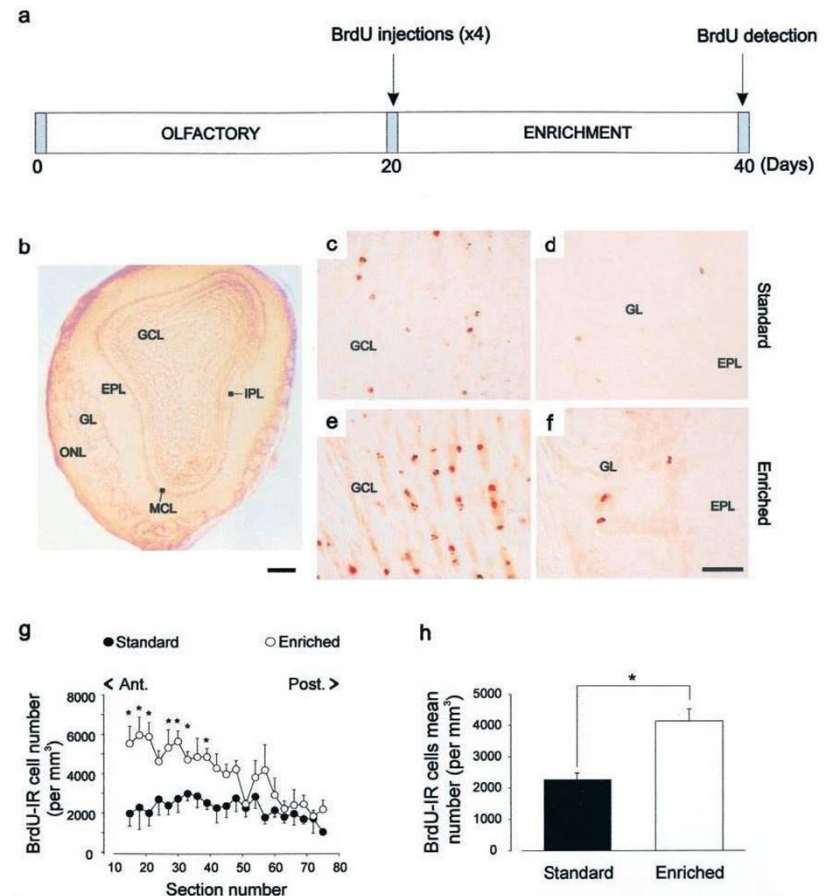 a
BrdU injections (x4)
BrdU detection
OLFACTORY
ENRICHMENT
0
20
40 (Days)
b
GCL
EPL
IPL
GL
ONL
MCL
c
GCL
d
GL
EPL
Standard
e
GCL
f
GL
EPL
Enriched
g
Standard
Enriched
< Ant.
Post. >
BrdU-IR cell number
(per mm³)
8000
6000
4000
2000
0
* * * * * * *
10 20 30 40 50 60 70 80
Section number
h
*
BrdU-IR cells mean
number (per mm³)
5000
4000
3000
2000
1000
0
Standard
Enriched